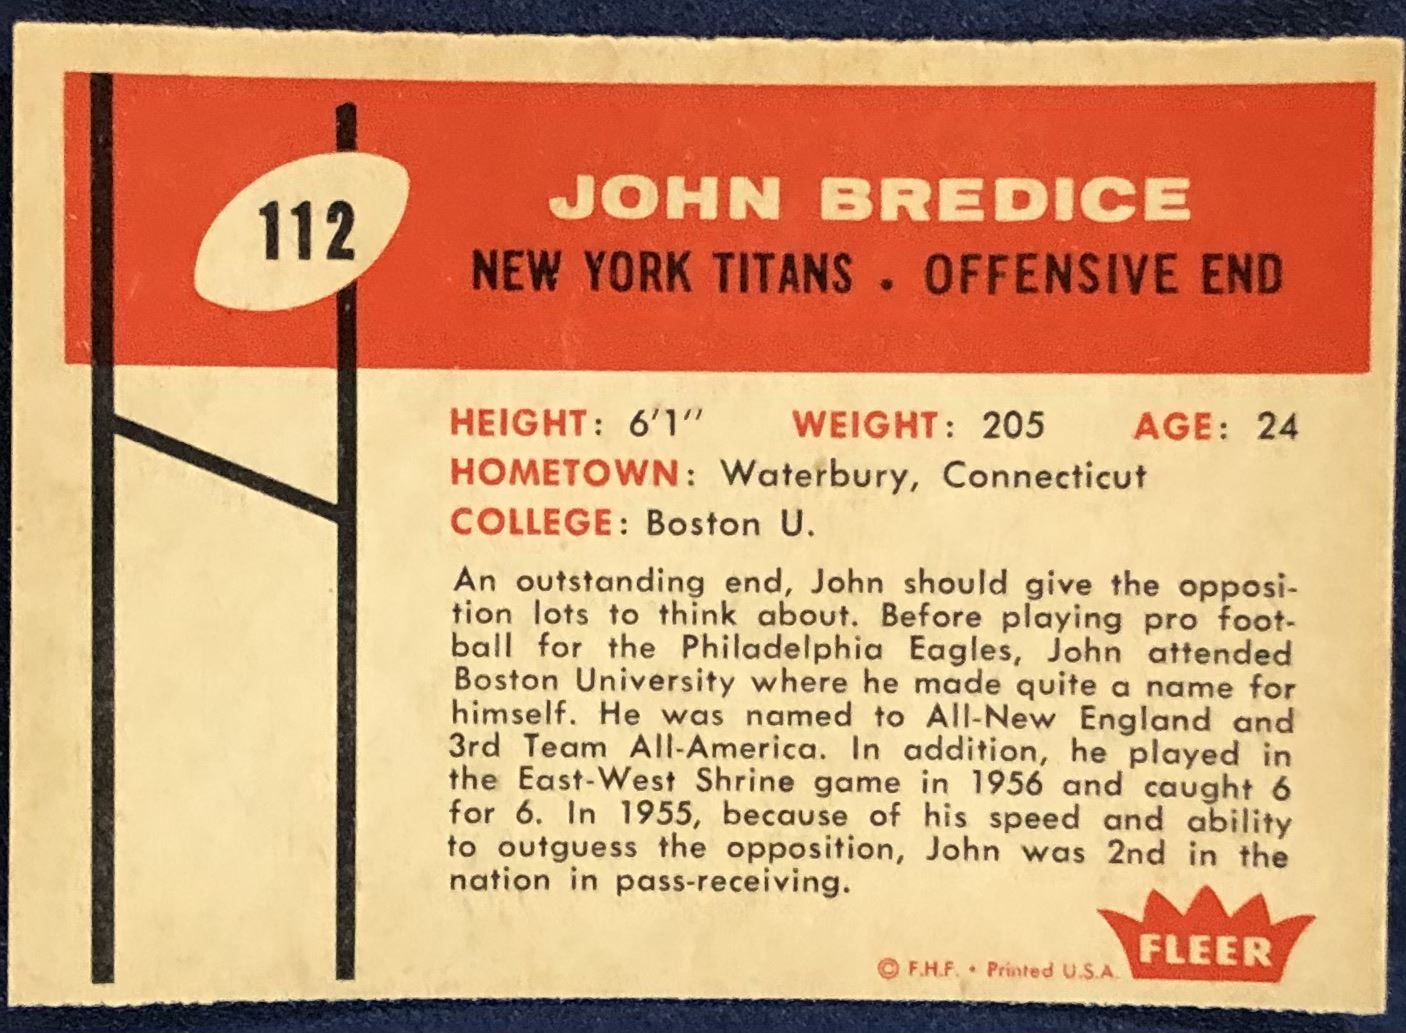 112
JOHN BREDICE
NEW YORK TITANS . OFFENSIVE END
HEIGHT: 6'1" WEIGHT: 205 AGE: 24
HOMETOWN: Waterbury, Connecticut
COLLEGE: Boston U.
An outstanding end, John should give the opposi-
tion lots to think about. Before playing pro foot-
ball for the Philadelphia Eagles, John attended
Boston University where he made quite a name for
himself. He was named to All-New England and
3rd Team All-America. In addition, he played in
the East-West Shrine game in 1956 and caught 6
for 6. In 1955, because of his speed and ability
to outguess the opposition, John was 2nd in the
nation in pass-receiving.
© F.H.F. • Printed U.S.A.
FLEER